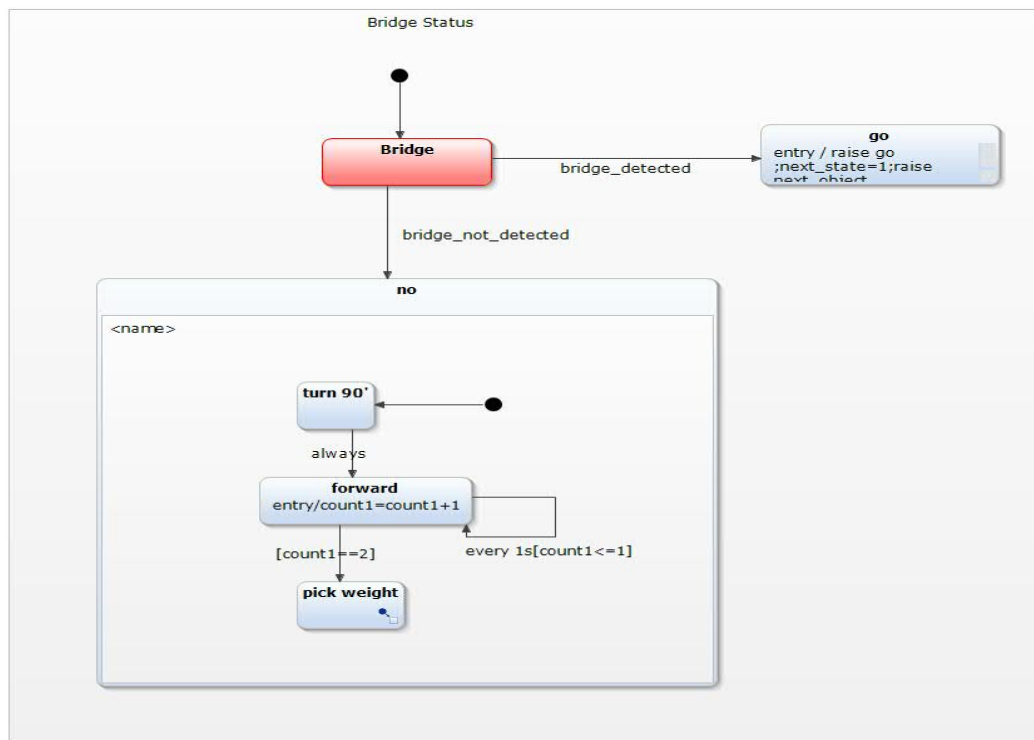 Bridge Status
Bridge
go
entry / raise go
;next_state=1;raise
next_object
bridge_detected
bridge_not_detected
no
<name>
turn 90'
always
forward
entry/count1=count1+1
every 1s[count1<=1]
[count1==2]
pick weight